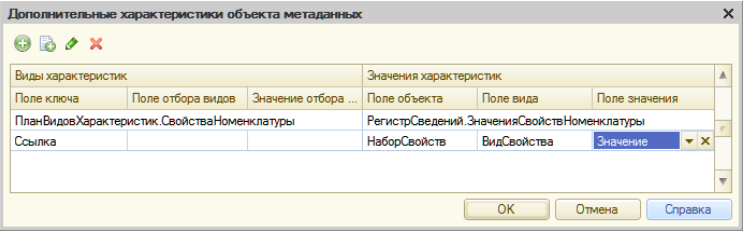 Дополнительные характеристики объекта метаданных
Виды характеристик Значения характеристик
Поле ключа Поле отбора видов Значение отбора ... Поле объекта Поле вида Поле значения
ПланВидовХарактеристик.СвойстваНоменклатуры РегистрСведений.ЗначенияСвойствНоменклатуры
Ссылка НаборСвойств ВидСвойства Значение
OK Отмена Справка